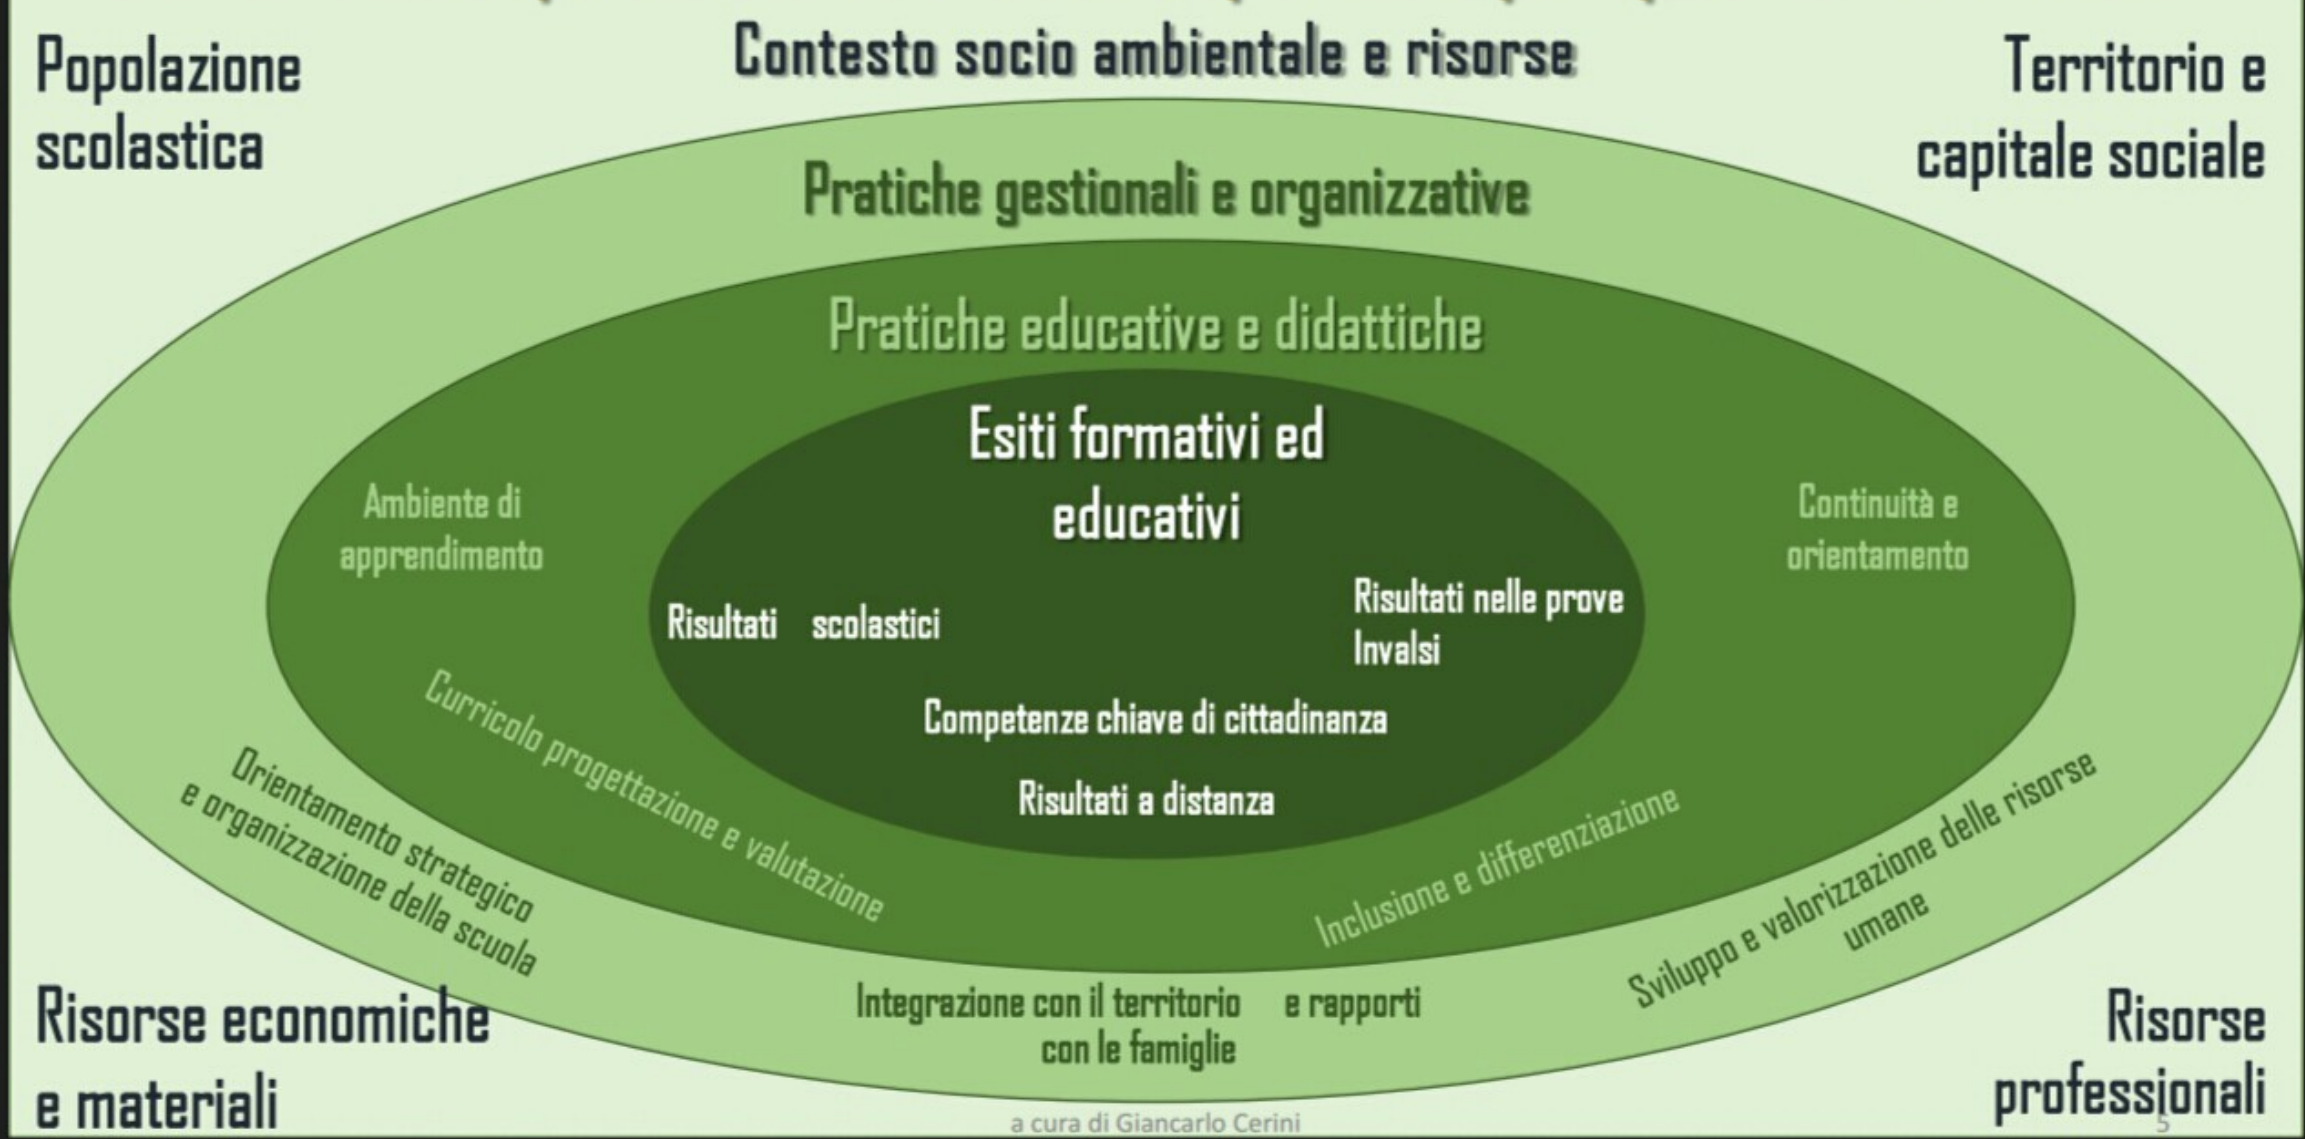 Contesto socio ambientale e risorse
Popolazione
scolastica
Territorio e
capitale sociale
Pratiche gestionali e organizzative
Pratiche educative e didattiche
Esiti formativi ed
educativi
Ambiente di
apprendimento
Continuità e
orientamento
Risultati scolastici
Risultati nelle prove
Invalsi
Competenze chiave di cittadinanza
Risultati a distanza
Curricolo progettazione e valutazione
Inclusione e differenziazione
Orientamento strategico
e organizzazione della scuola
Sviluppo e valorizzazione delle risorse
umane
Integrazione con il territorio e rapporti
con le famiglie
Risorse economiche
e materiali
Risorse
professionali
a cura di Giancarlo Cerini
5